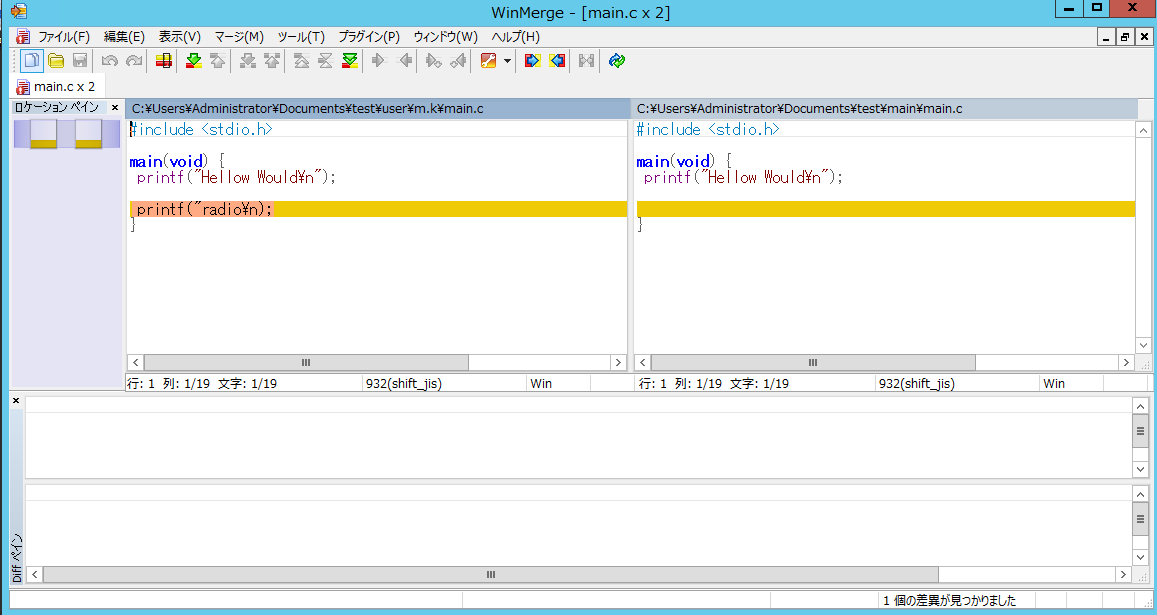 WinMerge - [main.c x 2]
ファイル(F) 編集(E) 表示(V) マージ(M) ツール(T) プラグイン(P) ウィンドウ(W) ヘルプ(H)
main.c x 2
ロケーション ペイン
C:¥Users¥Administrator¥Documents¥test¥user¥m.k¥main.c
#include <stdio.h>
main(void) {
printf("Hellow Would¥n");
printf("radio¥n);
}
行: 1 列: 1/19 文字: 1/19 932(shift_jis) Win
C:¥Users¥Administrator¥Documents¥test¥main¥main.c
#include <stdio.h>
main(void) {
printf("Hellow Would¥n");
}
行: 1 列: 1/19 文字: 1/19 932(shift_jis) Win
Diff ペイン
1 個の差異が見つかりました